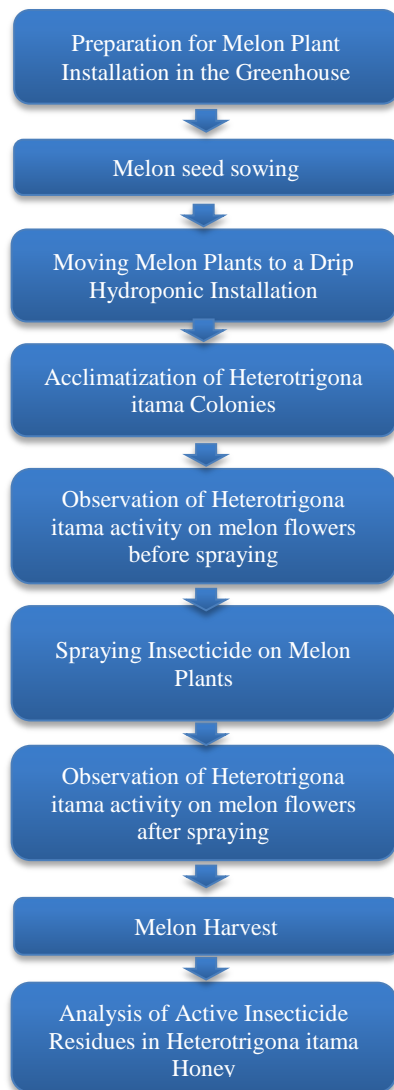 Preparation for Melon Plant
Installation in the Greenhouse
Melon seed sowing
Moving Melon Plants to a Drip
Hydroponic Installation
Acclimatization of Heterotrigona
itama Colonies
Observation of Heterotrigona
itama activity on melon flowers
before spraying
Spraying Insecticide on Melon
Plants
Observation of Heterotrigona
itama activity on melon flowers
after spraying
Melon Harvest
Analysis of Active Insecticide
Residues in Heterotrigona itama
Honey